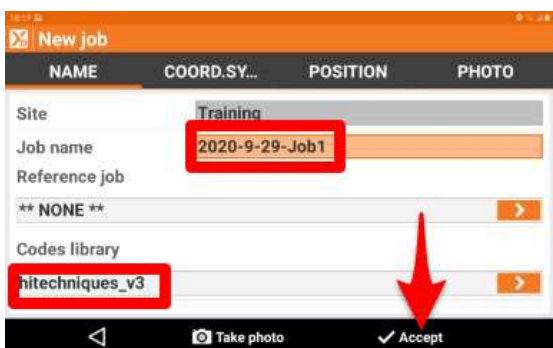 New job
NAME COORD.SY... POSITION PHOTO
Site Training
Job name 2020-9-29-Job1
Reference job
** NONE **
Codes library
hitechniques_v3
Take photo Accept